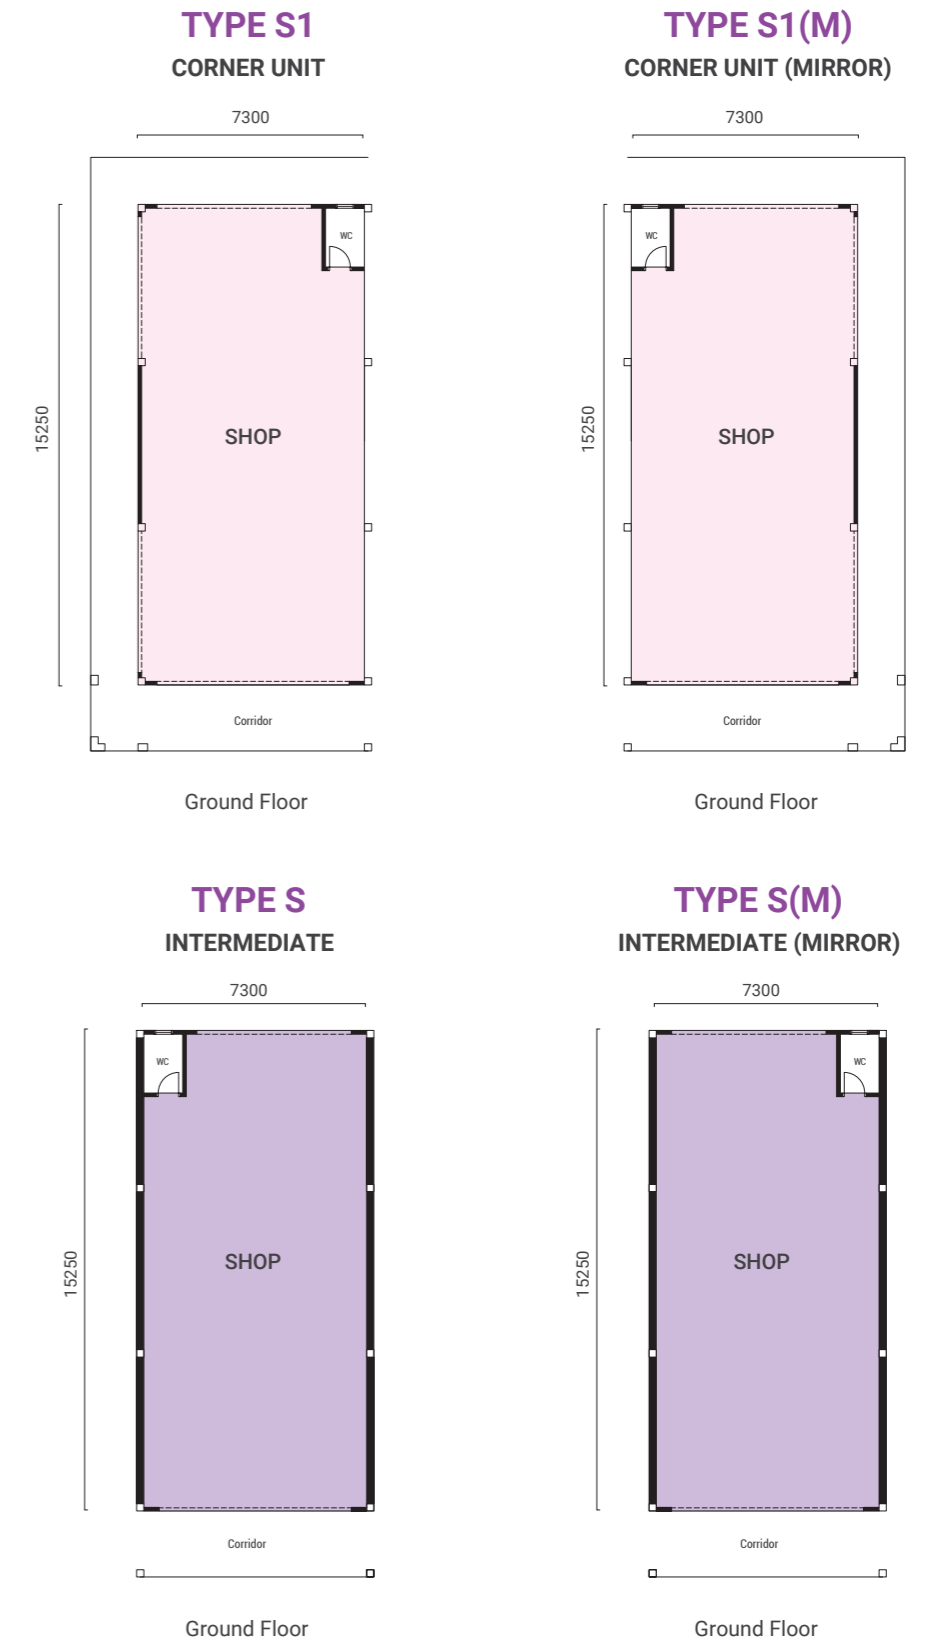 TYPE S1
CORNER UNIT
7300
15250
WC
SHOP
Corridor
Ground Floor
TYPE S1(M)
CORNER UNIT (MIRROR)
7300
15250
WC
SHOP
Corridor
Ground Floor
TYPE S
INTERMEDIATE
7300
15250
WC
SHOP
Corridor
Ground Floor
TYPE S(M)
INTERMEDIATE (MIRROR)
7300
15250
WC
SHOP
Corridor
Ground Floor